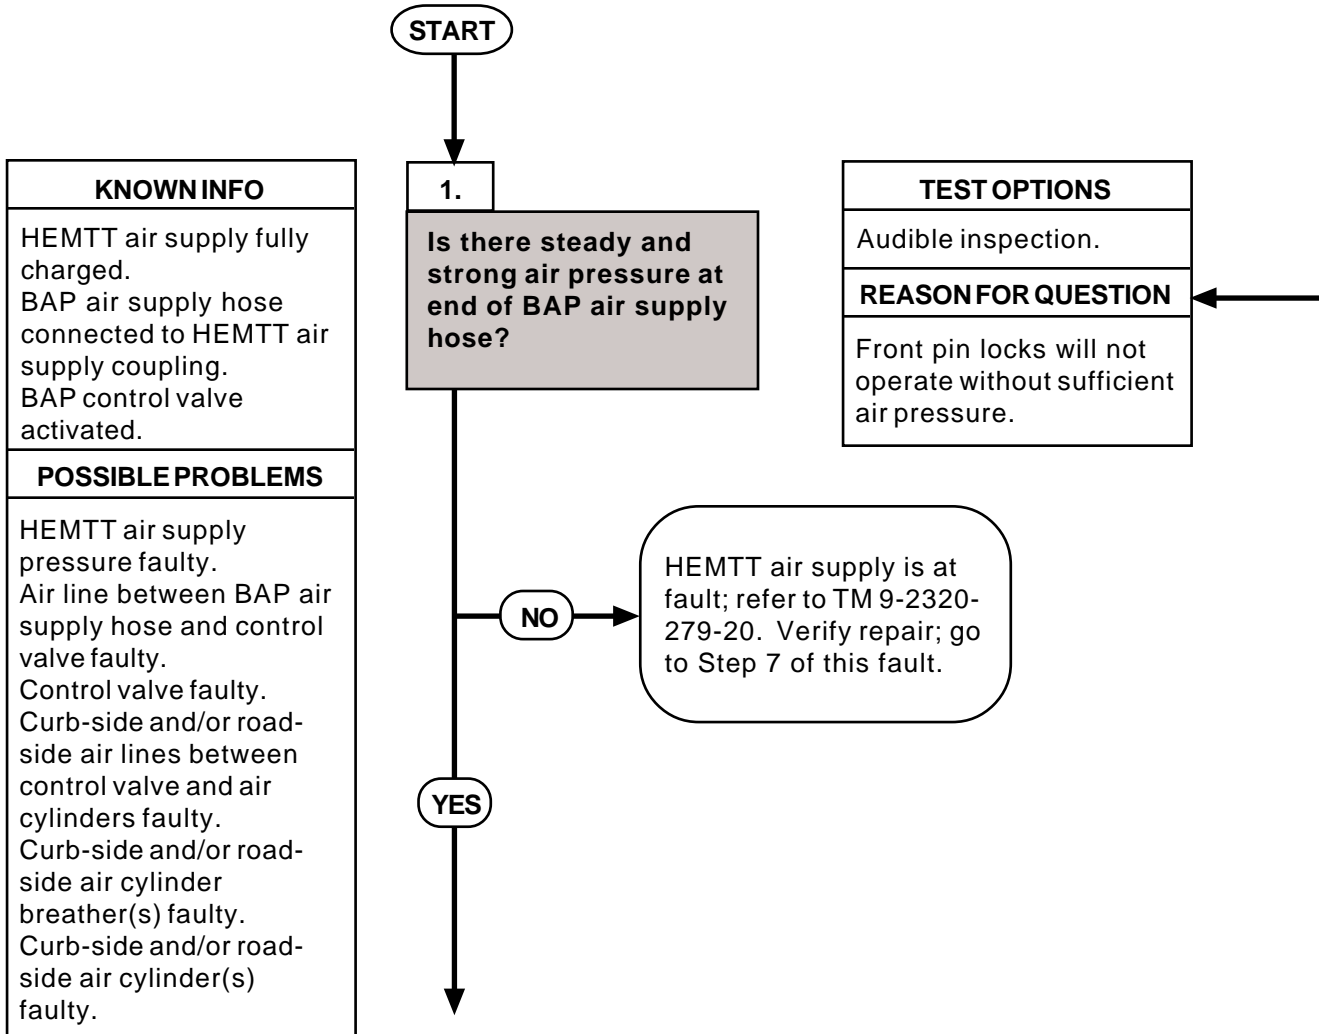 START
KNOWN INFO
HEMTT air supply fully
charged.
BAP air supply hose
connected to HEMTT air
supply coupling.
BAP control valve
activated.
POSSIBLE PROBLEMS
HEMTT air supply
pressure faulty.
Air line between BAP air
supply hose and control
valve faulty.
Control valve faulty.
Curb-side and/or road-
side air lines between
control valve and air
cylinders faulty.
Curb-side and/or road-
side air cylinder
breather(s) faulty.
Curb-side and/or road-
side air cylinder(s)
faulty.
1.
Is there steady and
strong air pressure at
end of BAP air supply
hose?
TEST OPTIONS
Audible inspection.
REASON FOR QUESTION
Front pin locks will not
operate without sufficient
air pressure.
NO
HEMTT air supply is at
fault; refer to TM 9-2320-
279-20. Verify repair; go
to Step 7 of this fault.
YES